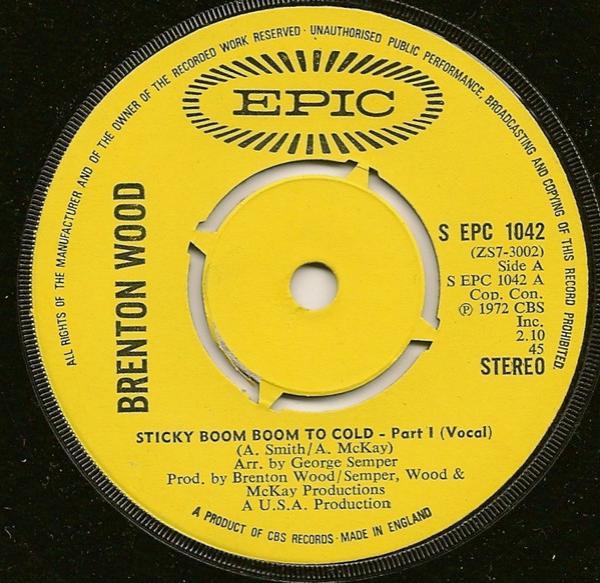 ALL RIGHTS OF THE MANUFACTURER AND OF THE OWNER OF THE RECORDED WORK RESERVED · UNAUTHORISED PUBLIC PERFORMANCE, BROADCASTING AND COPYING OF THIS RECORD PROHIBITED.
EPIC
BRENTON WOOD
S EPC 1042
(ZS7-3002)
Side A
S EPC 1042 A
Cop. Con.
℗ 1972 CBS
Inc.
2.10
45
STEREO
STICKY BOOM BOOM TO COLD - Part I (Vocal)
(A. Smith/A. McKay)
Arr. by George Semper
Prod. by Brenton Wood/Semper, Wood &
McKay Productions
A U.S.A. Production
A PRODUCT OF CBS RECORDS · MADE IN ENGLAND